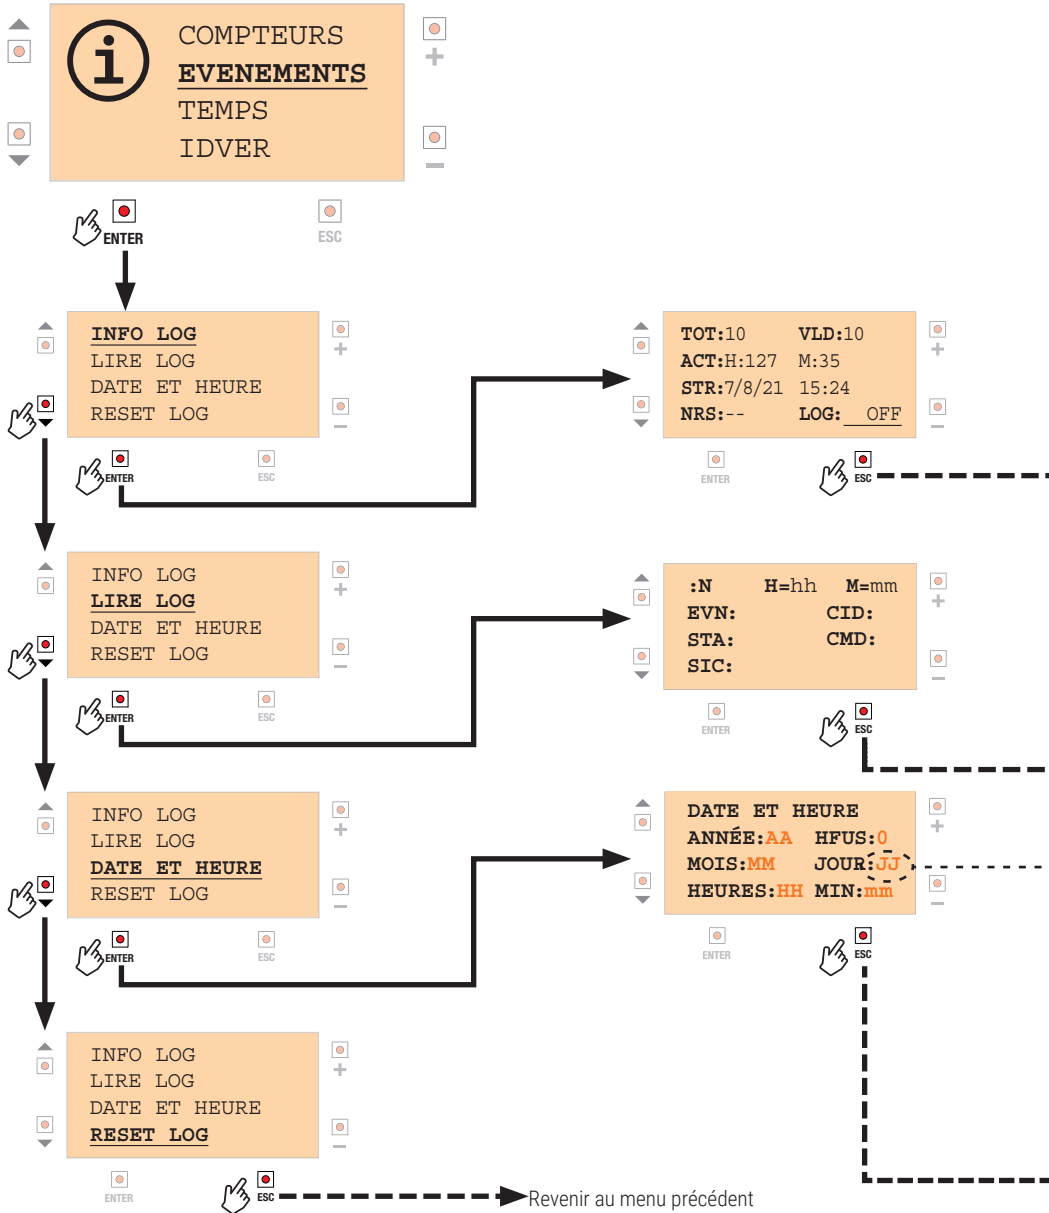 COMPTEURS
EVENEMENTS
TEMPS
IDVER
+
−
ENTER
ESC
INFO LOG
LIRE LOG
DATE ET HEURE
RESET LOG
+
−
ENTER
ESC
TOT:10 VLD:10
ACT:H:127 M:35
STR:7/8/21 15:24
NRS:-- LOG: OFF
+
−
ENTER
ESC
INFO LOG
LIRE LOG
DATE ET HEURE
RESET LOG
+
−
ENTER
ESC
:N H=hh M=mm
EVN: CID:
STA: CMD:
SIC:
+
−
ENTER
ESC
INFO LOG
LIRE LOG
DATE ET HEURE
RESET LOG
+
−
ENTER
ESC
DATE ET HEURE
ANNÉE:AA HFUS:0
MOIS:MM JOUR:JJ
HEURES:HH MIN:mm
+
−
ENTER
ESC
INFO LOG
LIRE LOG
DATE ET HEURE
RESET LOG
+
−
ENTER
ESC
Revenir au menu précédent